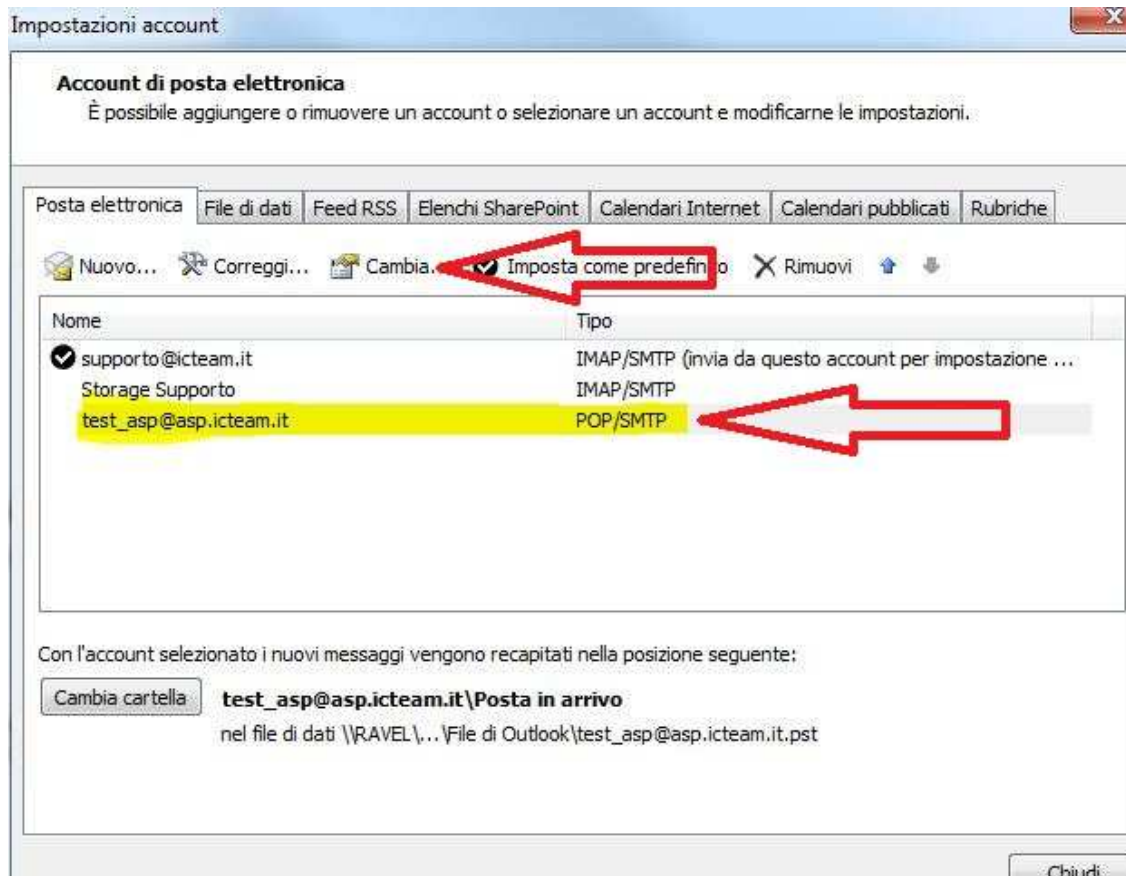 Impostazioni account
Account di posta elettronica
È possibile aggiungere o rimuovere un account o selezionare un account e modificarne le impostazioni.
Posta elettronica File di dati Feed RSS Elenchi SharePoint Calendari Internet Calendari pubblicati Rubriche
Nuovo... Correggi... Cambia.. Imposta come predefinito Rimuovi
Nome Tipo
supporto@icteam.it IMAP/SMTP (invia da questo account per impostazione ...
Storage Supporto IMAP/SMTP
test_asp@asp.icteam.it POP/SMTP
Con l'account selezionato i nuovi messaggi vengono recapitati nella posizione seguente:
Cambia cartella test_asp@asp.icteam.it\Posta in arrivo
nel file di dati \\RAVEL\...\File di Outlook\test_asp@asp.icteam.it.pst
Chiudi